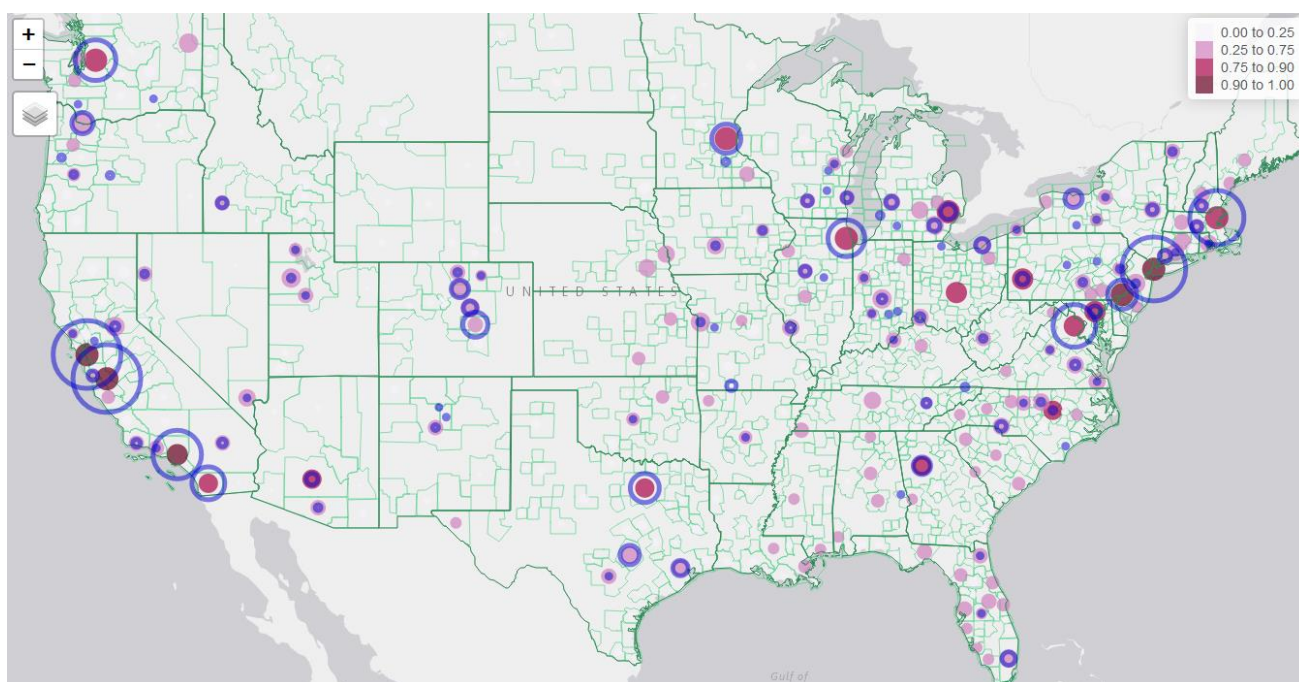 +
−
0.00 to 0.25
0.25 to 0.75
0.75 to 0.90
0.90 to 1.00
UNITED STATES
Gulf of